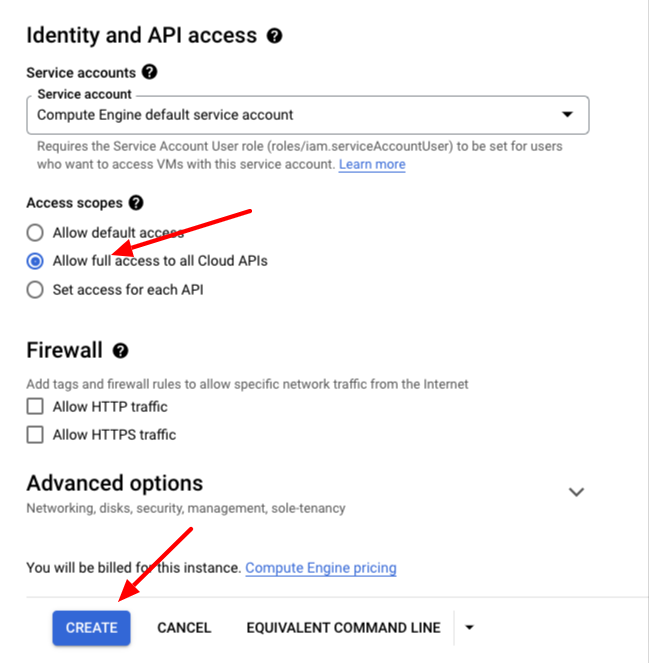 Identity and API access
Service accounts
Service account
Compute Engine default service account
Requires the Service Account User role (roles/iam.serviceAccountUser) to be set for users
who want to access VMs with this service account. Learn more
Access scopes
Allow default access
Allow full access to all Cloud APIs
Set access for each API
Firewall
Add tags and firewall rules to allow specific network traffic from the Internet
Allow HTTP traffic
Allow HTTPS traffic
Advanced options
Networking, disks, security, management, sole-tenancy
You will be billed for this instance. Compute Engine pricing
CREATE CANCEL EQUIVALENT COMMAND LINE